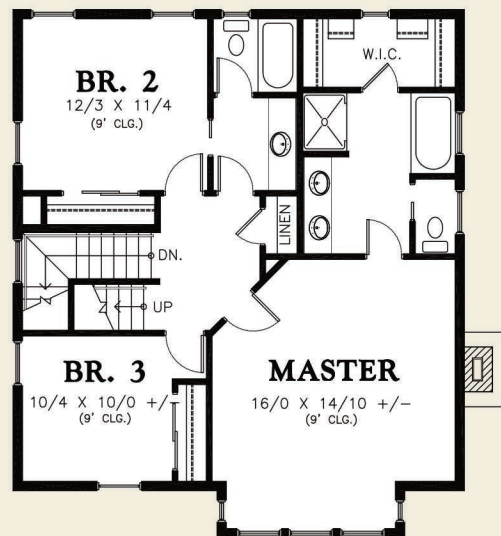 W.I.C.
BR. 2
12/3 X 11/4
(9' CLG.)
LINEN
DN.
UP
BR. 3
10/4 X 10/0 +/-
(9' CLG.)
MASTER
16/0 X 14/10 +/-
(9' CLG.)